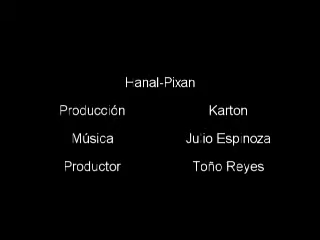 Hanal-Pixan
Producción Karton
Música Julio Espinoza
Productor Toño Reyes